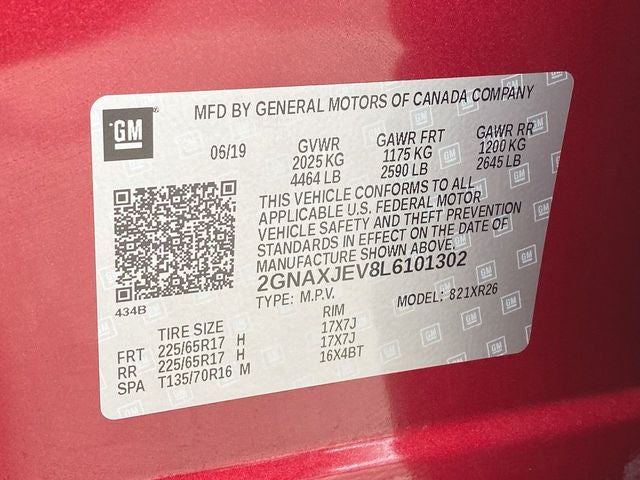 GM
MFD BY GENERAL MOTORS OF CANADA COMPANY
06/19 GVWR GAWR FRT GAWR RR
2025 KG 1175 KG 1200 KG
4464 LB 2590 LB 2645 LB
THIS VEHICLE CONFORMS TO ALL
APPLICABLE U.S. FEDERAL MOTOR
VEHICLE SAFETY AND THEFT PREVENTION
STANDARDS IN EFFECT ON THE DATE OF
MANUFACTURE SHOWN ABOVE.
2GNAXJEV8L6101302
434B TYPE: M.P.V. MODEL: 821XR26
TIRE SIZE RIM
FRT 225/65R17 H 17X7J
RR 225/65R17 H 17X7J
SPA T135/70R16 M 16X4BT